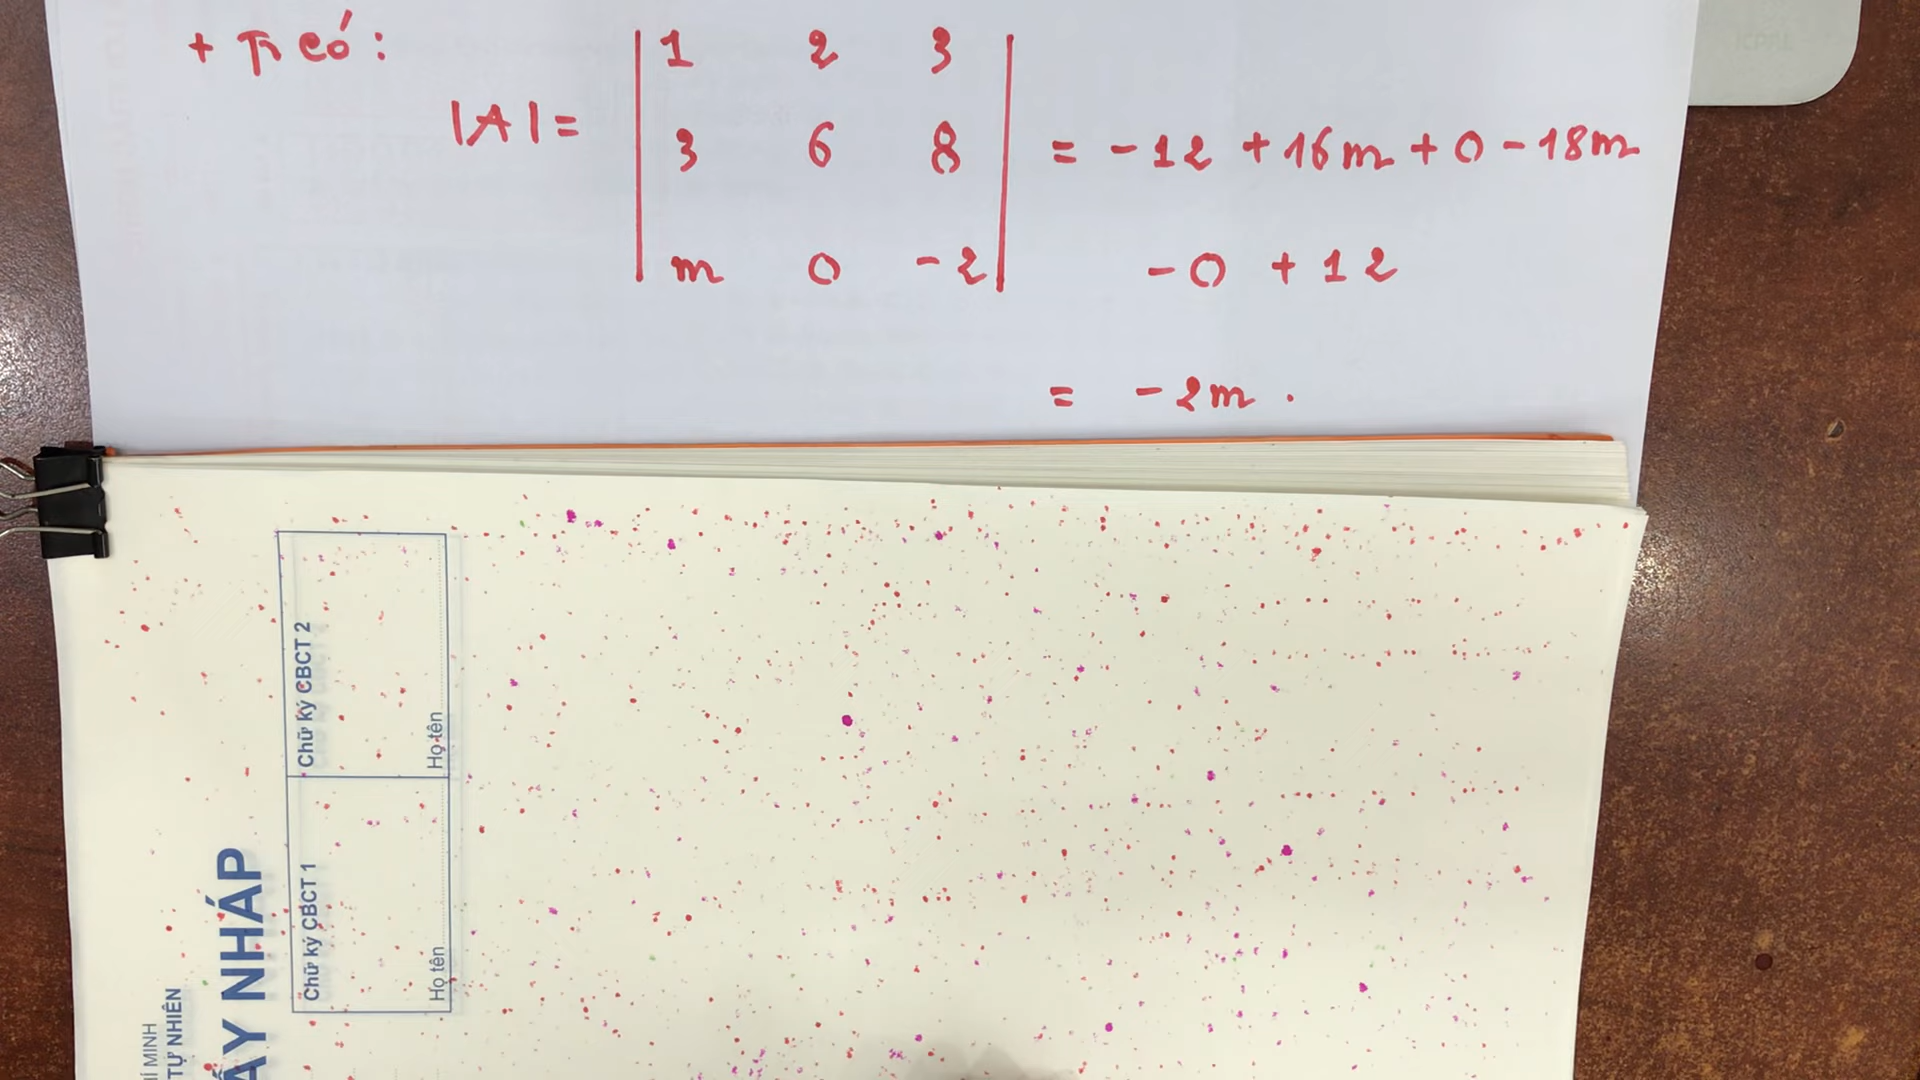 + Ta có:
|A| = | 1 2 3 |
| 3 6 8 | = -12 + 16m + 0 - 18m
| m 0 -2 | - 0 + 12
= -2m .
Chữ ký CBCT 2
Họ tên
Chữ ký CBCT 1
Họ tên
ẤY NHÁP
MINH
TỰ NHIÊN